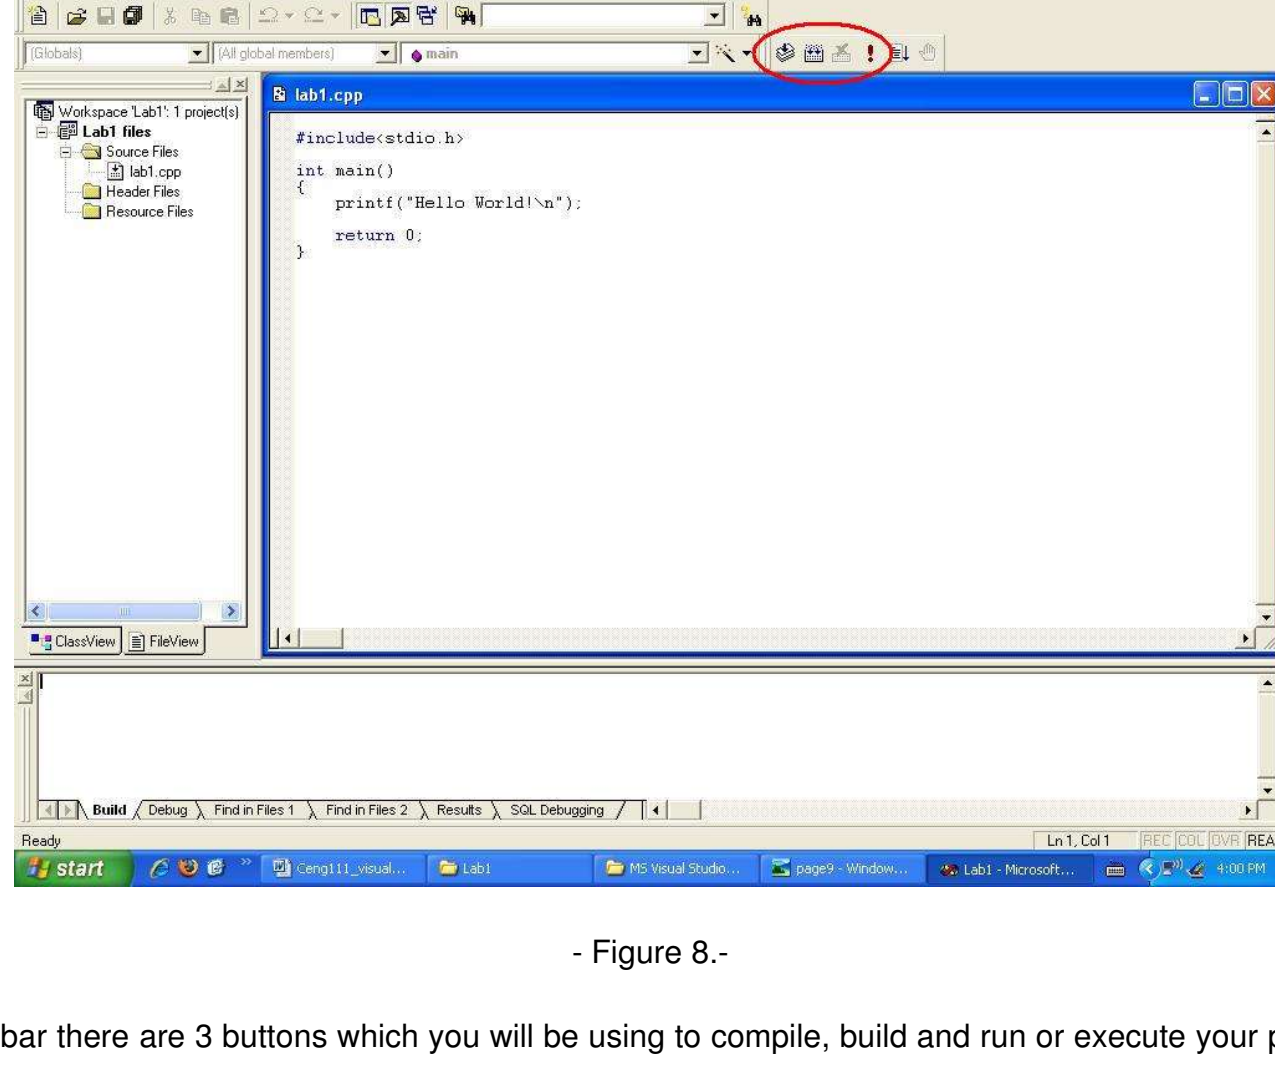 (Globals) (All global members) main
Workspace 'Lab1': 1 project(s)
Lab1 files
Source Files
lab1.cpp
Header Files
Resource Files
ClassView FileView
lab1.cpp
#include<stdio.h>
int main()
{
printf("Hello World!\n");
return 0;
}
Build Debug Find in Files 1 Find in Files 2 Results SQL Debugging
Ready Ln 1, Col 1 REC COL OVR REA
start Ceng111_visual... Lab1 MS Visual Studio... page9 - Window... Lab1 - Microsoft... 4:00 PM
- Figure 8.-
bar there are 3 buttons which you will be using to compile, build and run or execute your p